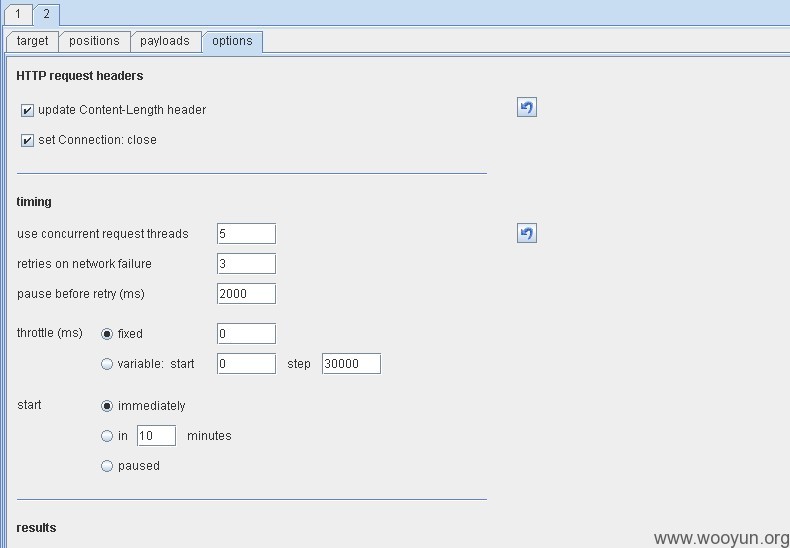 1 2
target positions payloads options
HTTP request headers
update Content-Length header
set Connection: close
timing
use concurrent request threads 5
retries on network failure 3
pause before retry (ms) 2000
throttle (ms) fixed 0
variable: start 0 step 30000
start immediately
in 10 minutes
paused
results
www.wooyun.org